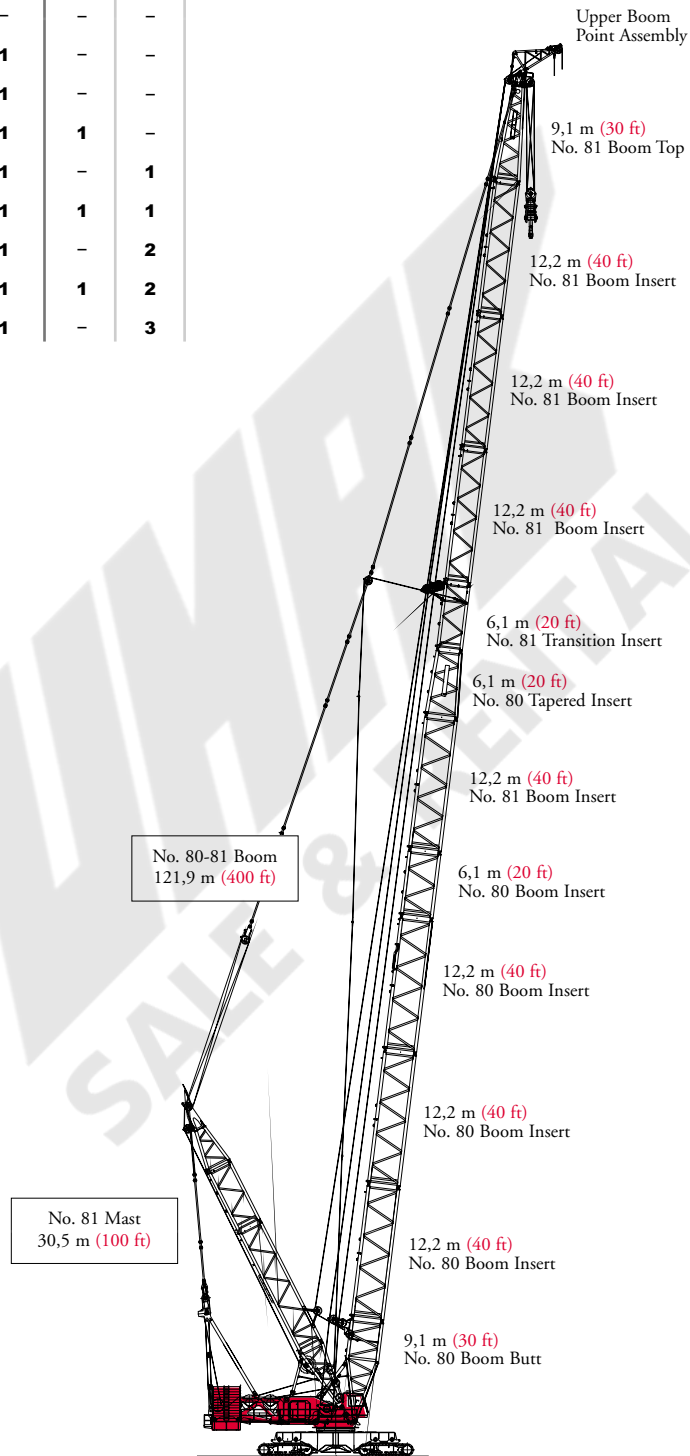 – – –
1 – –
1 – –
1 1 –
1 – 1
1 1 1
1 – 2
1 1 2
1 – 3
Upper Boom
Point Assembly
9,1 m (30 ft)
No. 81 Boom Top
12,2 m (40 ft)
No. 81 Boom Insert
12,2 m (40 ft)
No. 81 Boom Insert
12,2 m (40 ft)
No. 81 Boom Insert
6,1 m (20 ft)
No. 81 Transition Insert
6,1 m (20 ft)
No. 80 Tapered Insert
12,2 m (40 ft)
No. 81 Boom Insert
No. 80-81 Boom
121,9 m (400 ft)
6,1 m (20 ft)
No. 80 Boom Insert
12,2 m (40 ft)
No. 80 Boom Insert
12,2 m (40 ft)
No. 80 Boom Insert
No. 81 Mast
30,5 m (100 ft)
12,2 m (40 ft)
No. 80 Boom Insert
9,1 m (30 ft)
No. 80 Boom Butt
SALE & RENTAL